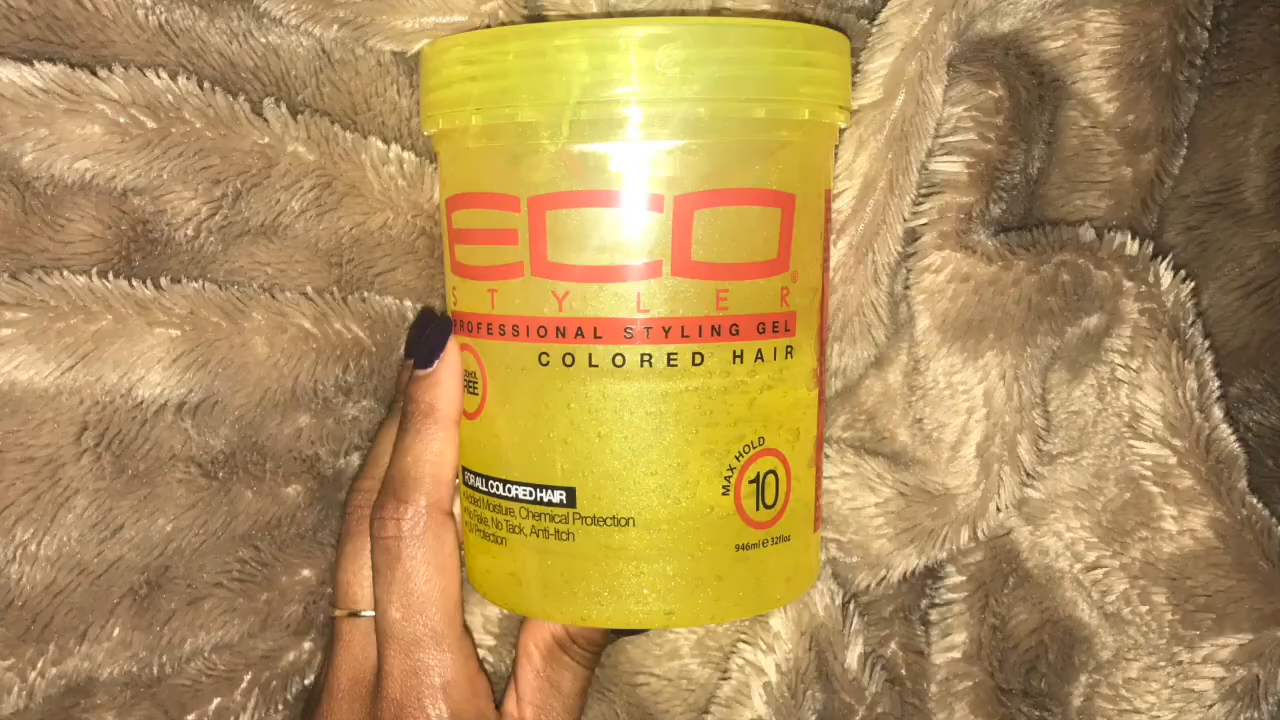 ECO®
STYLER
PROFESSIONAL STYLING GEL
COLORED HAIR
FREE
FOR ALL COLORED HAIR
Added Moisture, Chemical Protection
No Flake, No Tack, Anti-Itch
Protection
MAX HOLD
10
946ml e 32floz